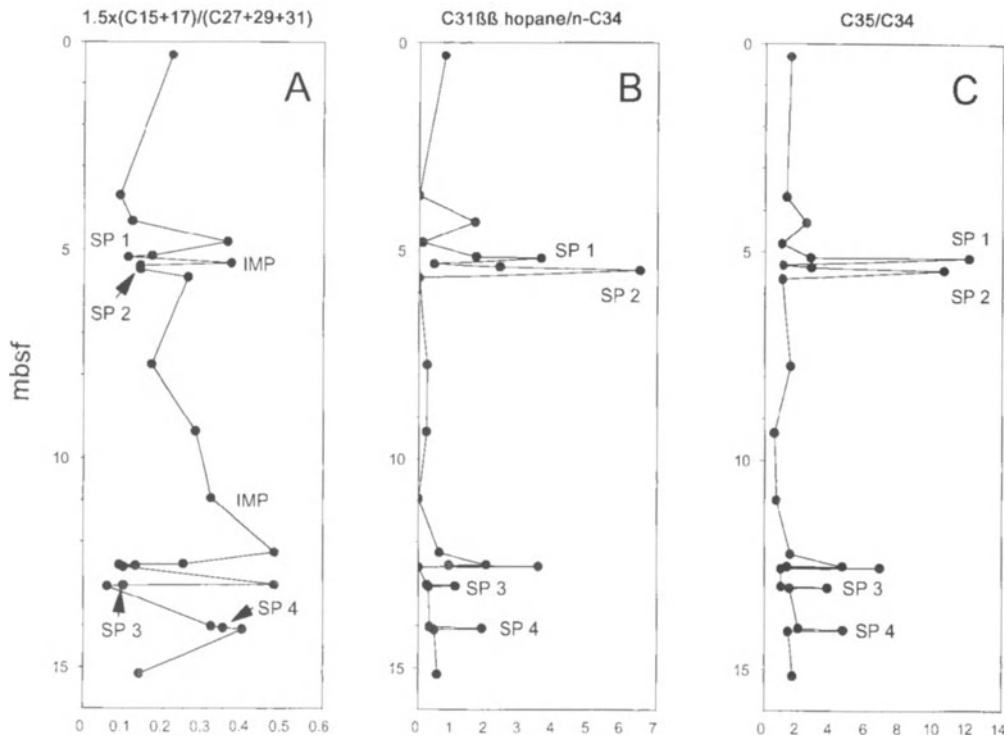 1.5x(C15+17)/(C27+29+31)
C31ßß hopane/n-C34
C35/C34
mbsf
0
5
10
15
A
SP 1
IMP
SP 2
IMP
SP 4
SP 3
0 0.1 0.2 0.3 0.4 0.5 0.6
0
5
10
15
B
SP 1
SP 2
SP 3
SP 4
0 1 2 3 4 5 6 7
0
5
10
15
C
SP 1
SP 2
SP 3
SP 4
0 2 4 6 8 10 12 14